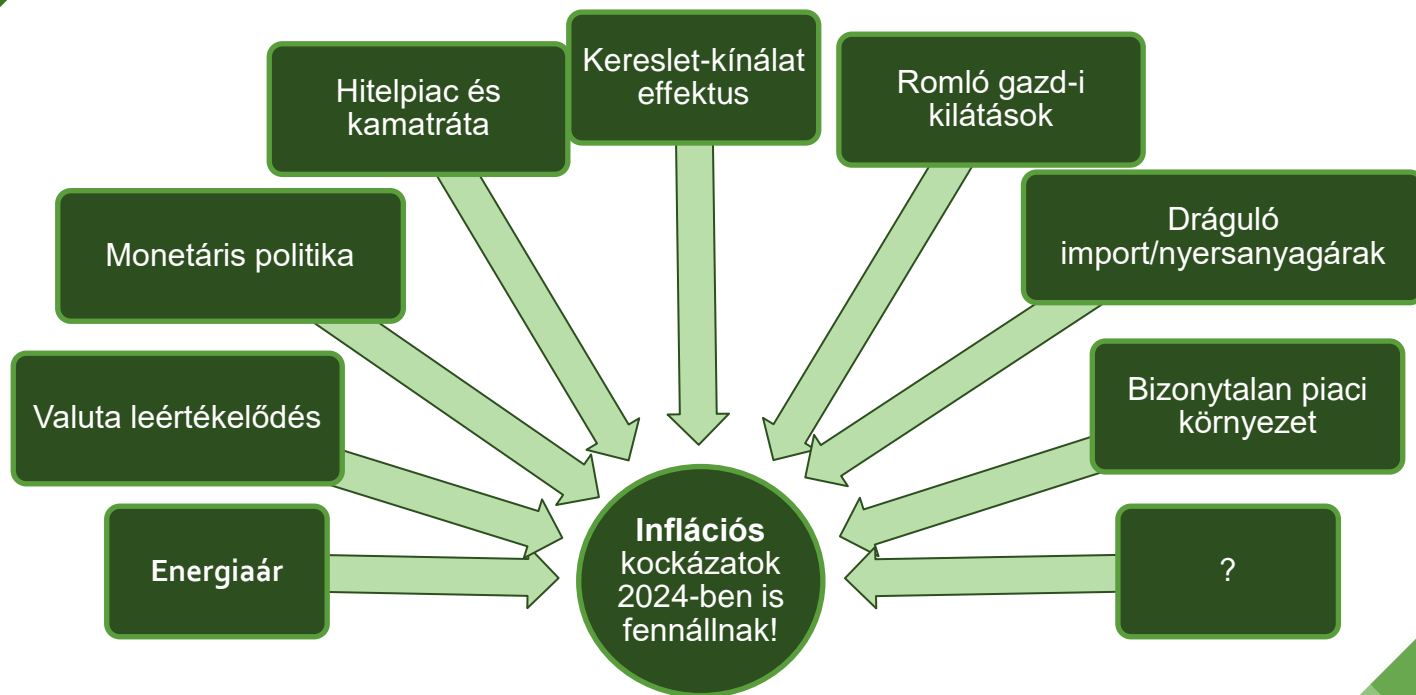 Kereslet-kínálat
effektus
Hitelpiac és
kamatráta
Romló gazd-i
kilátások
Monetáris politika
Dráguló
import/nyersanyagárak
Valuta leértékelődés
Bizonytalan piaci
környezet
Energiaár
Inflációs
kockázatok
2024-ben is
fennállnak!
?